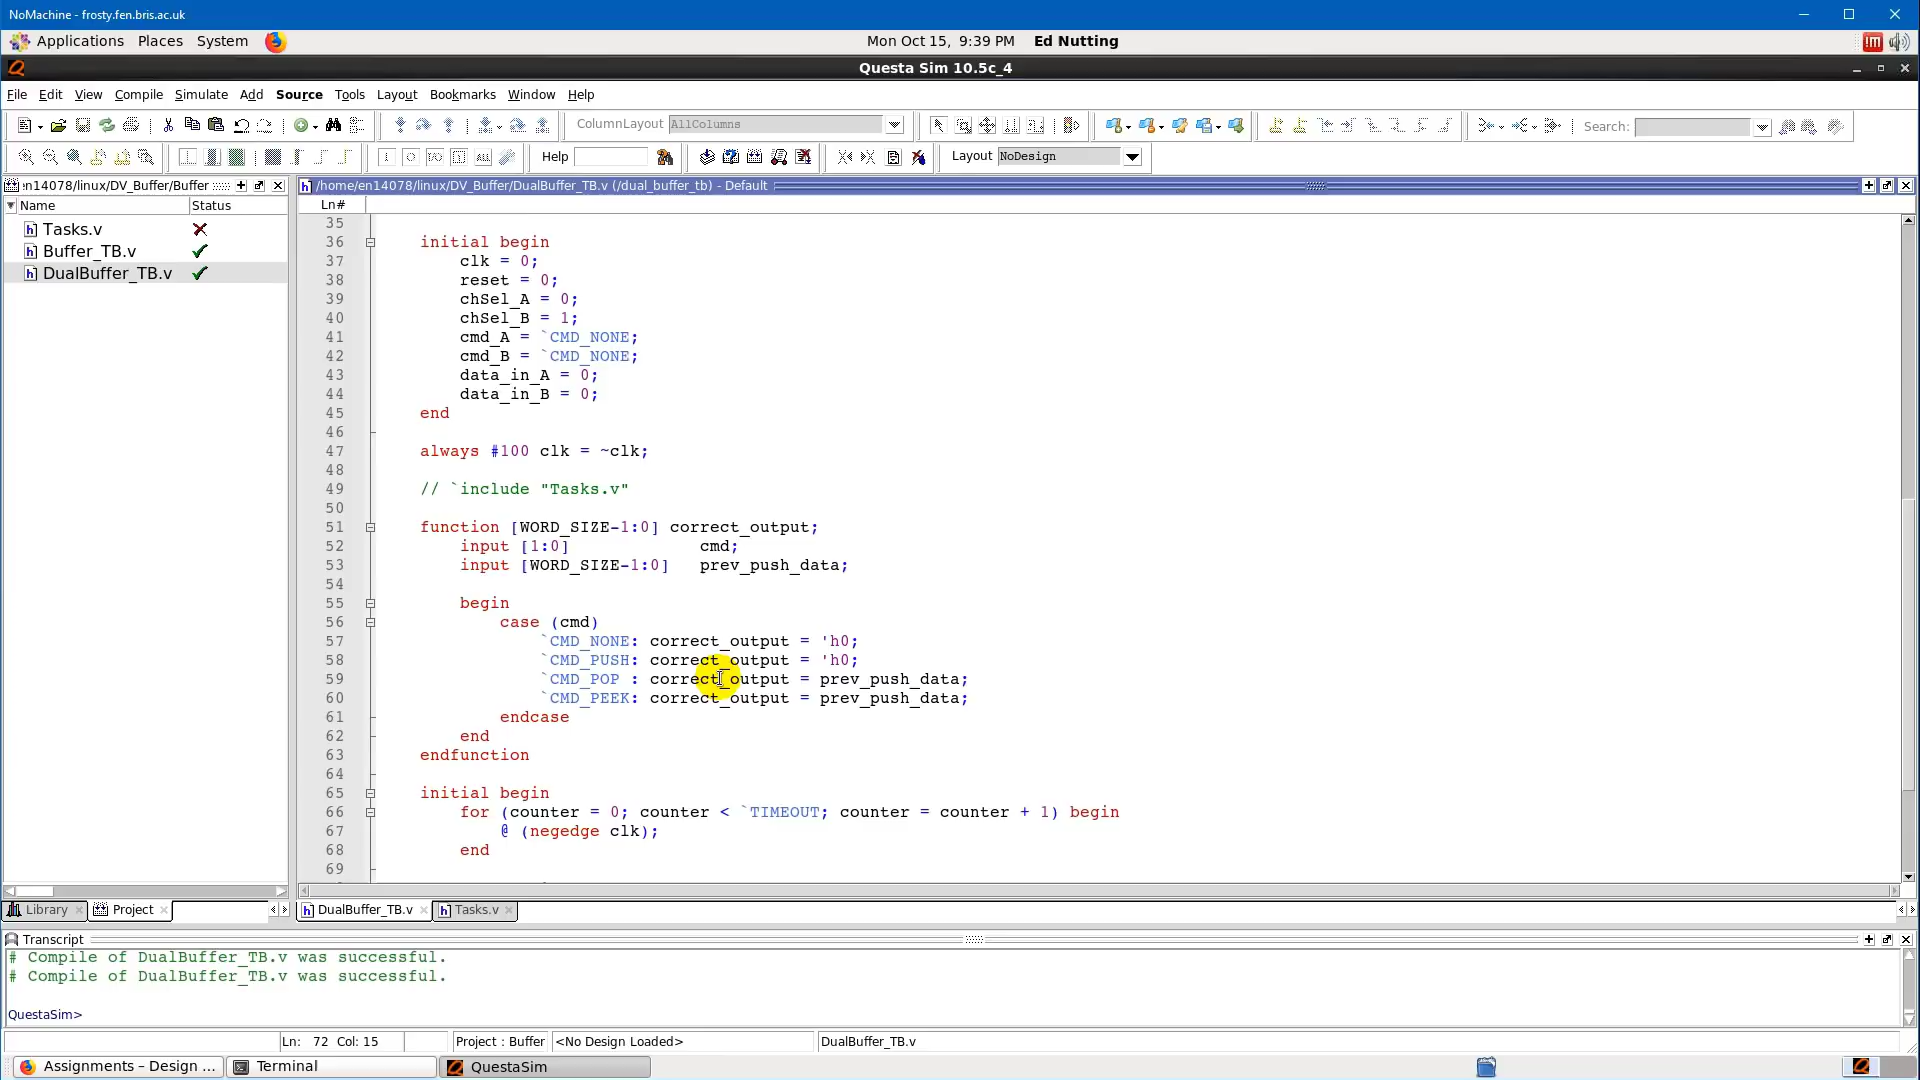 NoMachine - frosty.fen.bris.ac.uk
Applications Places System Mon Oct 15, 9:39 PM Ed Nutting
Questa Sim 10.5c_4
File Edit View Compile Simulate Add Source Tools Layout Bookmarks Window Help
ColumnLayout AllColumns Search:
Help Layout NoDesign
:n14078/linux/DV_Buffer/Buffer
/home/en14078/linux/DV_Buffer/DualBuffer_TB.v (/dual_buffer_tb) - Default
Name Status
Ln#
Tasks.v
Buffer_TB.v
DualBuffer_TB.v
35
36 initial begin
37 clk = 0;
38 reset = 0;
39 chSel_A = 0;
40 chSel_B = 1;
41 cmd_A = `CMD_NONE;
42 cmd_B = `CMD_NONE;
43 data_in_A = 0;
44 data_in_B = 0;
45 end
46
47 always #100 clk = ~clk;
48
49 // `include "Tasks.v"
50
51 function [WORD_SIZE-1:0] correct_output;
52 input [1:0] cmd;
53 input [WORD_SIZE-1:0] prev_push_data;
54
55 begin
56 case (cmd)
57 `CMD_NONE: correct_output = 'h0;
58 `CMD_PUSH: correct_output = 'h0;
59 `CMD_POP : correct_output = prev_push_data;
60 `CMD_PEEK: correct_output = prev_push_data;
61 endcase
62 end
63 endfunction
64
65 initial begin
66 for (counter = 0; counter < `TIMEOUT; counter = counter + 1) begin
67 @ (negedge clk);
68 end
69
Library Project DualBuffer_TB.v Tasks.v
Transcript
# Compile of DualBuffer_TB.v was successful.
# Compile of DualBuffer_TB.v was successful.
QuestaSim>
Ln: 72 Col: 15 Project : Buffer <No Design Loaded> DualBuffer_TB.v
Assignments – Design ... Terminal QuestaSim